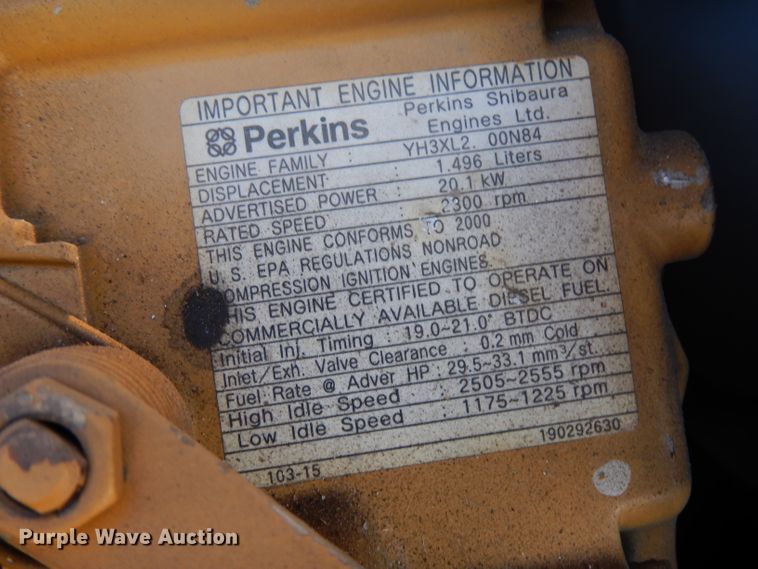 IMPORTANT ENGINE INFORMATION
Perkins Perkins Shibaura
Engines Ltd.
ENGINE FAMILY : YH3XL2. 00N84
DISPLACEMENT : 1.496 Liters
ADVERTISED POWER : 20.1 kW
RATED SPEED : 2300 rpm
THIS ENGINE CONFORMS TO 2000
U.S. EPA REGULATIONS NONROAD
COMPRESSION IGNITION ENGINES.
THIS ENGINE CERTIFIED TO OPERATE ON
COMMERCIALLY AVAILABLE DIESEL FUEL.
Initial Inj. Timing : 19.0~21.0° BTDC
Inlet/Exh. Valve Clearance : 0.2 mm Cold
Fuel Rate @ Adver HP : 29.5~33.1 mm³/st.
High Idle Speed : 2505~2555 rpm
Low Idle Speed : 1175~1225 rpm
103-15 190292630
Purple Wave Auction